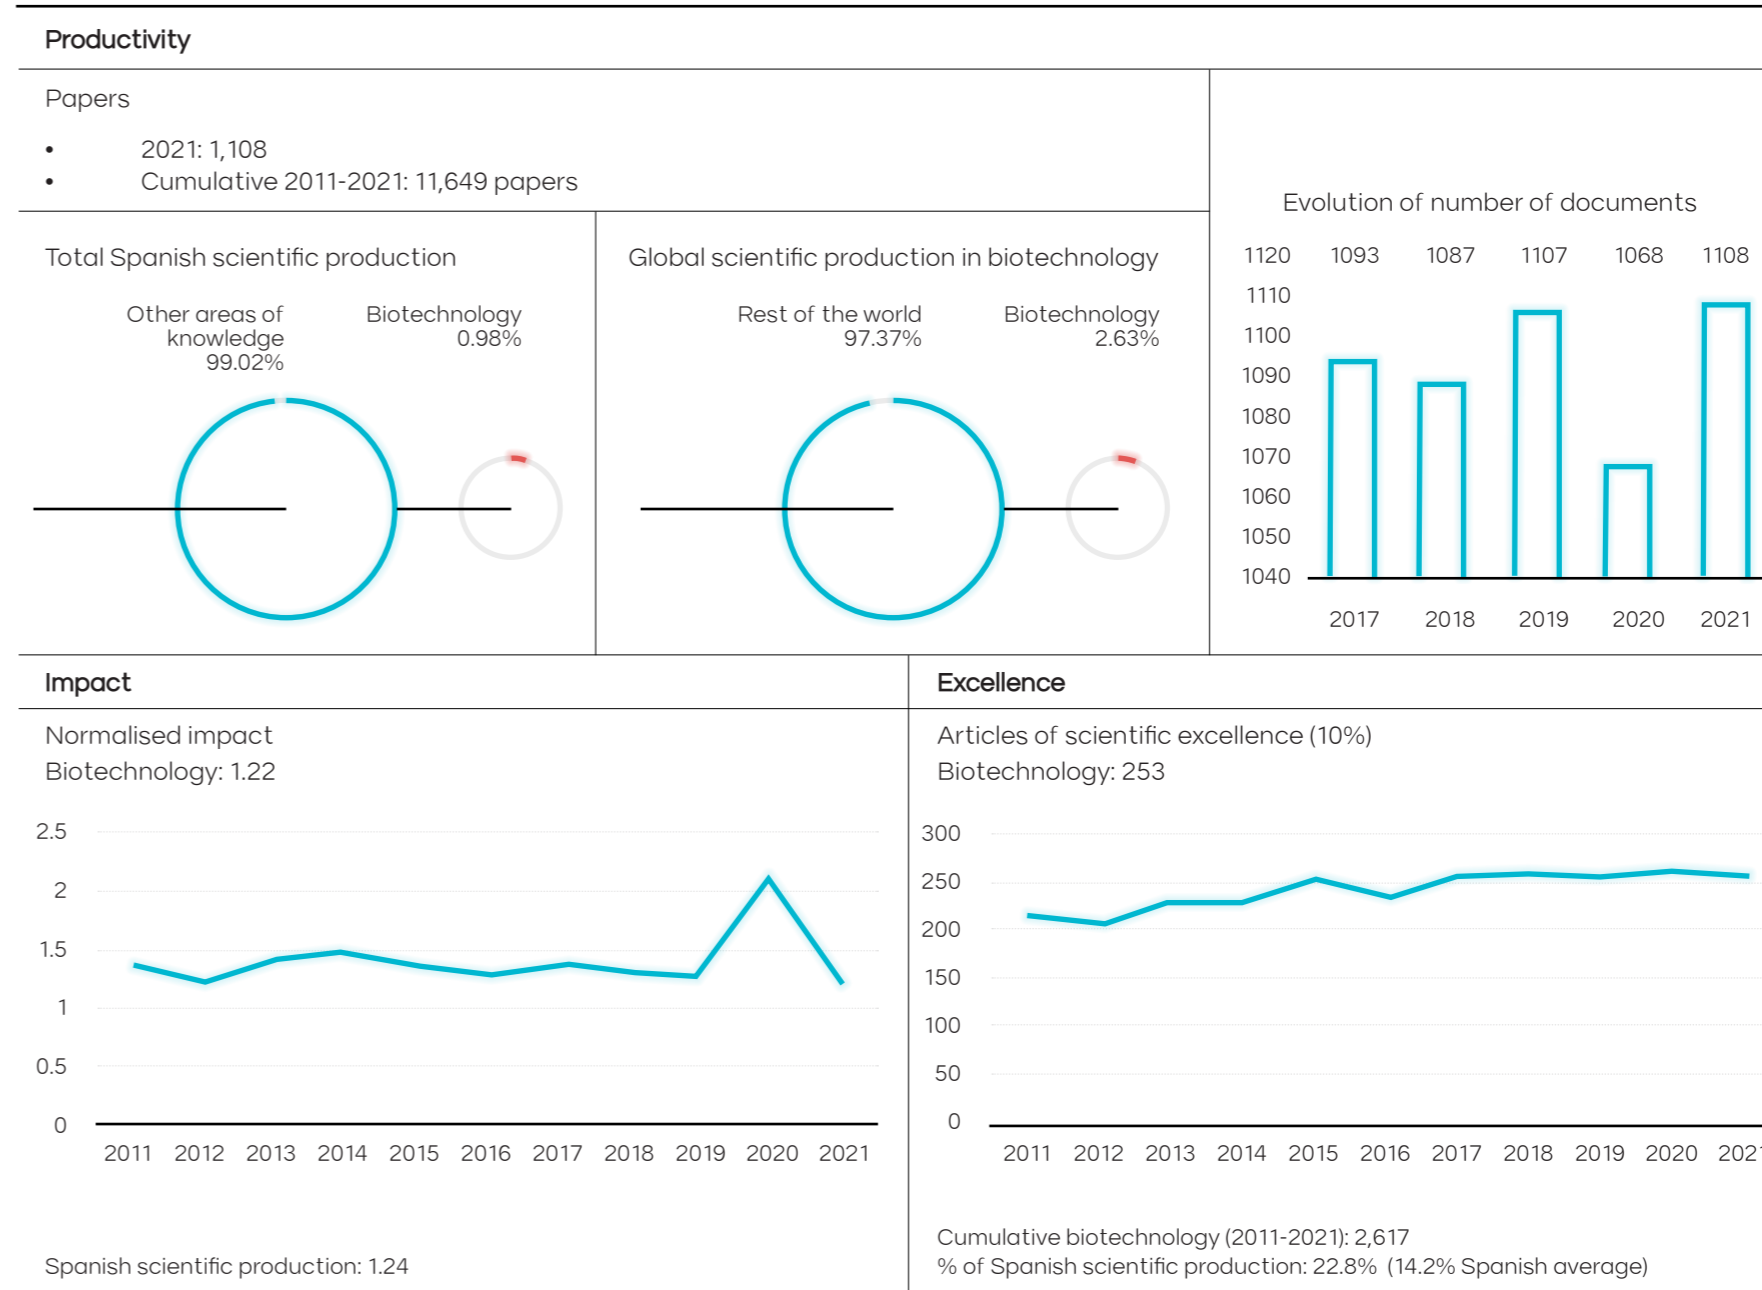 Productivity
Papers
• 2021: 1,108
• Cumulative 2011-2021: 11,649 papers
Total Spanish scientific production
Other areas of
knowledge
99.02%
Biotechnology
0.98%
Global scientific production in biotechnology
Rest of the world
97.37%
Biotechnology
2.63%
Evolution of number of documents
1120 1093 1087 1107 1068 1108
1110
1100
1090
1080
1070
1060
1050
1040
2017 2018 2019 2020 2021
Impact
Normalised impact
Biotechnology: 1.22
2.5
2
1.5
1
0.5
0
2011 2012 2013 2014 2015 2016 2017 2018 2019 2020 2021
Spanish scientific production: 1.24
Excellence
Articles of scientific excellence (10%)
Biotechnology: 253
300
250
200
150
100
50
0
2011 2012 2013 2014 2015 2016 2017 2018 2019 2020 2021
Cumulative biotechnology (2011-2021): 2,617
% of Spanish scientific production: 22.8% (14.2% Spanish average)